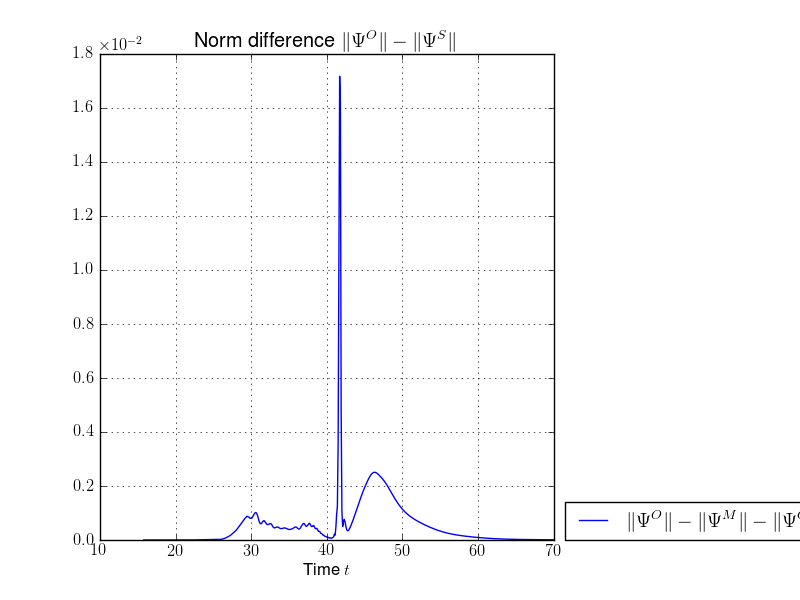 ×10⁻²
Norm difference ‖Ψ^O‖ − ‖Ψ^S‖
1.8
1.6
1.4
1.2
1.0
0.8
0.6
0.4
0.2
0.0
10 20 30 40 50 60 70
Time t
‖Ψ^O‖ − ‖Ψ^M‖ − ‖Ψ